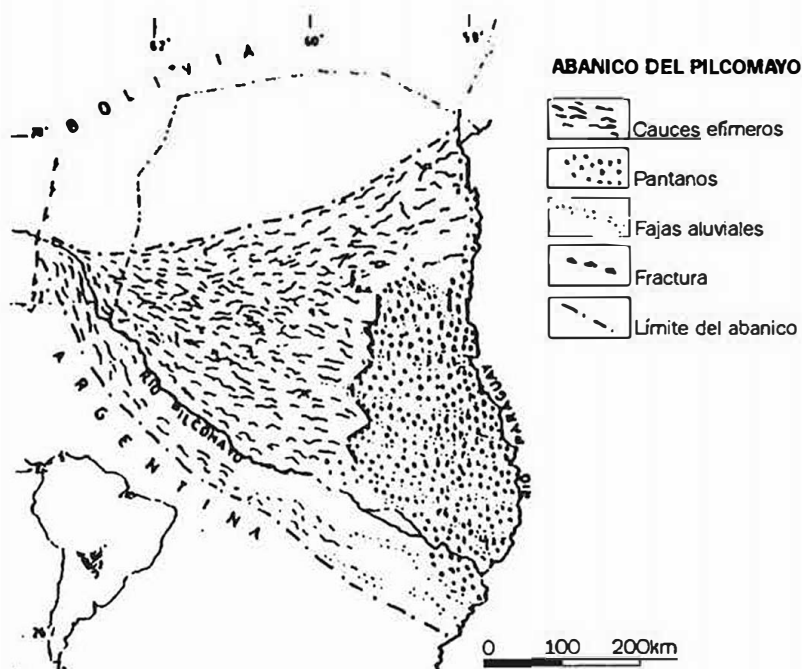 62°
60°
58°
BOLIVIA
ABANICO DEL PILCOMAYO
Cauces efímeros
Pantanos
Fajas aluviales
Fractura
Límite del abanico
ARGENTINA
RIO PILCOMAYO
RIO PARAGUAY
0 100 200km